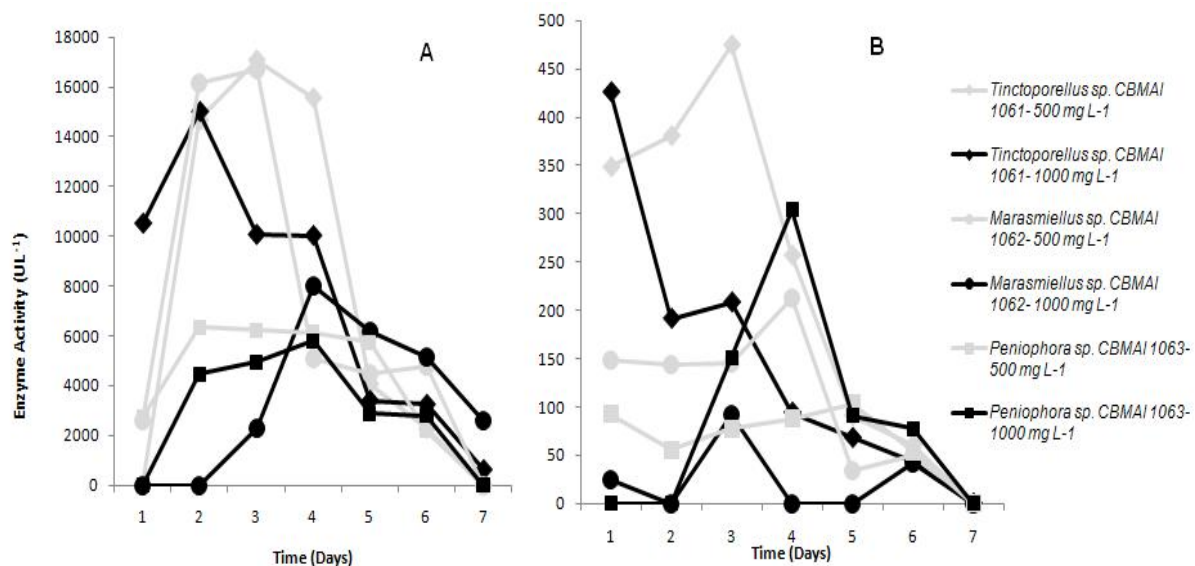 A
18000
16000
14000
12000
10000
8000
6000
4000
2000
0
Enzyme Activity (UL-1)
1 2 3 4 5 6 7
Time (Days)
B
500
450
400
350
300
250
200
150
100
50
0
1 2 3 4 5 6 7
Time (Days)
Tinctoporellus sp. CBMAI
1061- 500 mg L-1
Tinctoporellus sp. CBMAI
1061- 1000 mg L-1
Marasmiellus sp. CBMAI
1062- 500 mg L-1
Marasmiellus sp. CBMAI
1062- 1000 mg L-1
Peniophora sp. CBMAI 1063-
500 mg L-1
Peniophora sp. CBMAI 1063-
1000 mg L-1